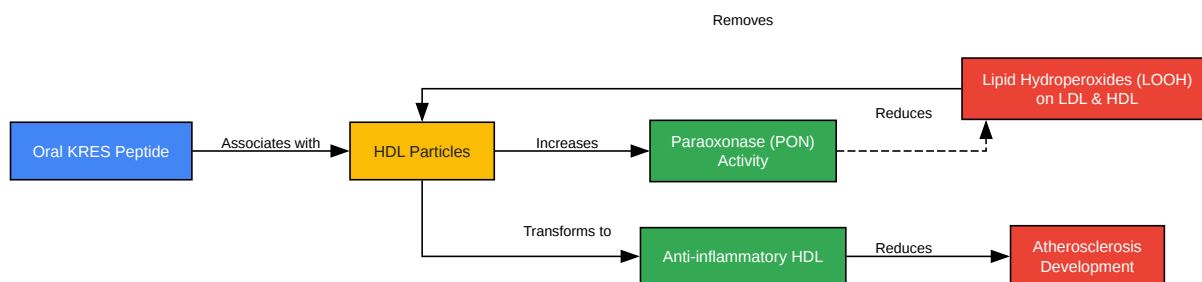 Removes
Lipid Hydroperoxides (LOOH)
on LDL & HDL
Reduces
Oral KRES Peptide
Associates with
HDL Particles
Increases
Paraoxonase (PON)
Activity
Transforms to
Anti-inflammatory HDL
Reduces
Atherosclerosis
Development